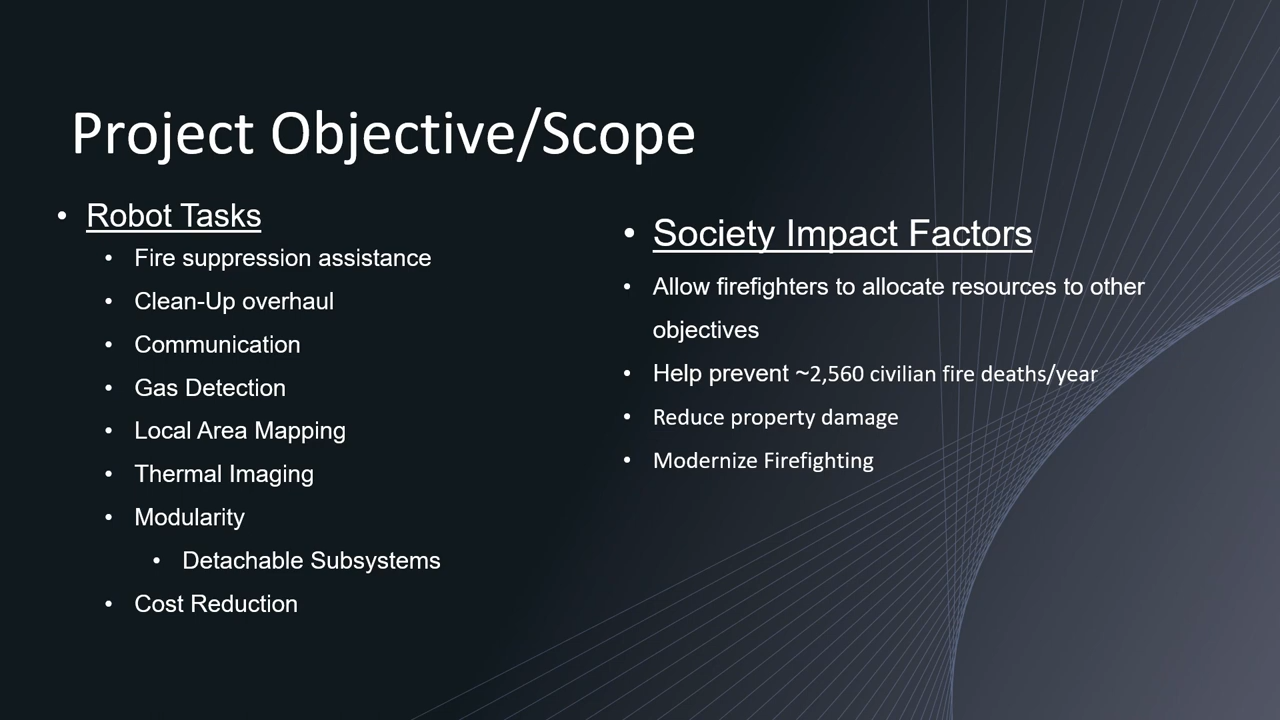 Project Objective/Scope
• Robot Tasks
• Fire suppression assistance
• Clean-Up overhaul
• Communication
• Gas Detection
• Local Area Mapping
• Thermal Imaging
• Modularity
• Detachable Subsystems
• Cost Reduction
• Society Impact Factors
• Allow firefighters to allocate resources to other
objectives
• Help prevent ~2,560 civilian fire deaths/year
• Reduce property damage
• Modernize Firefighting